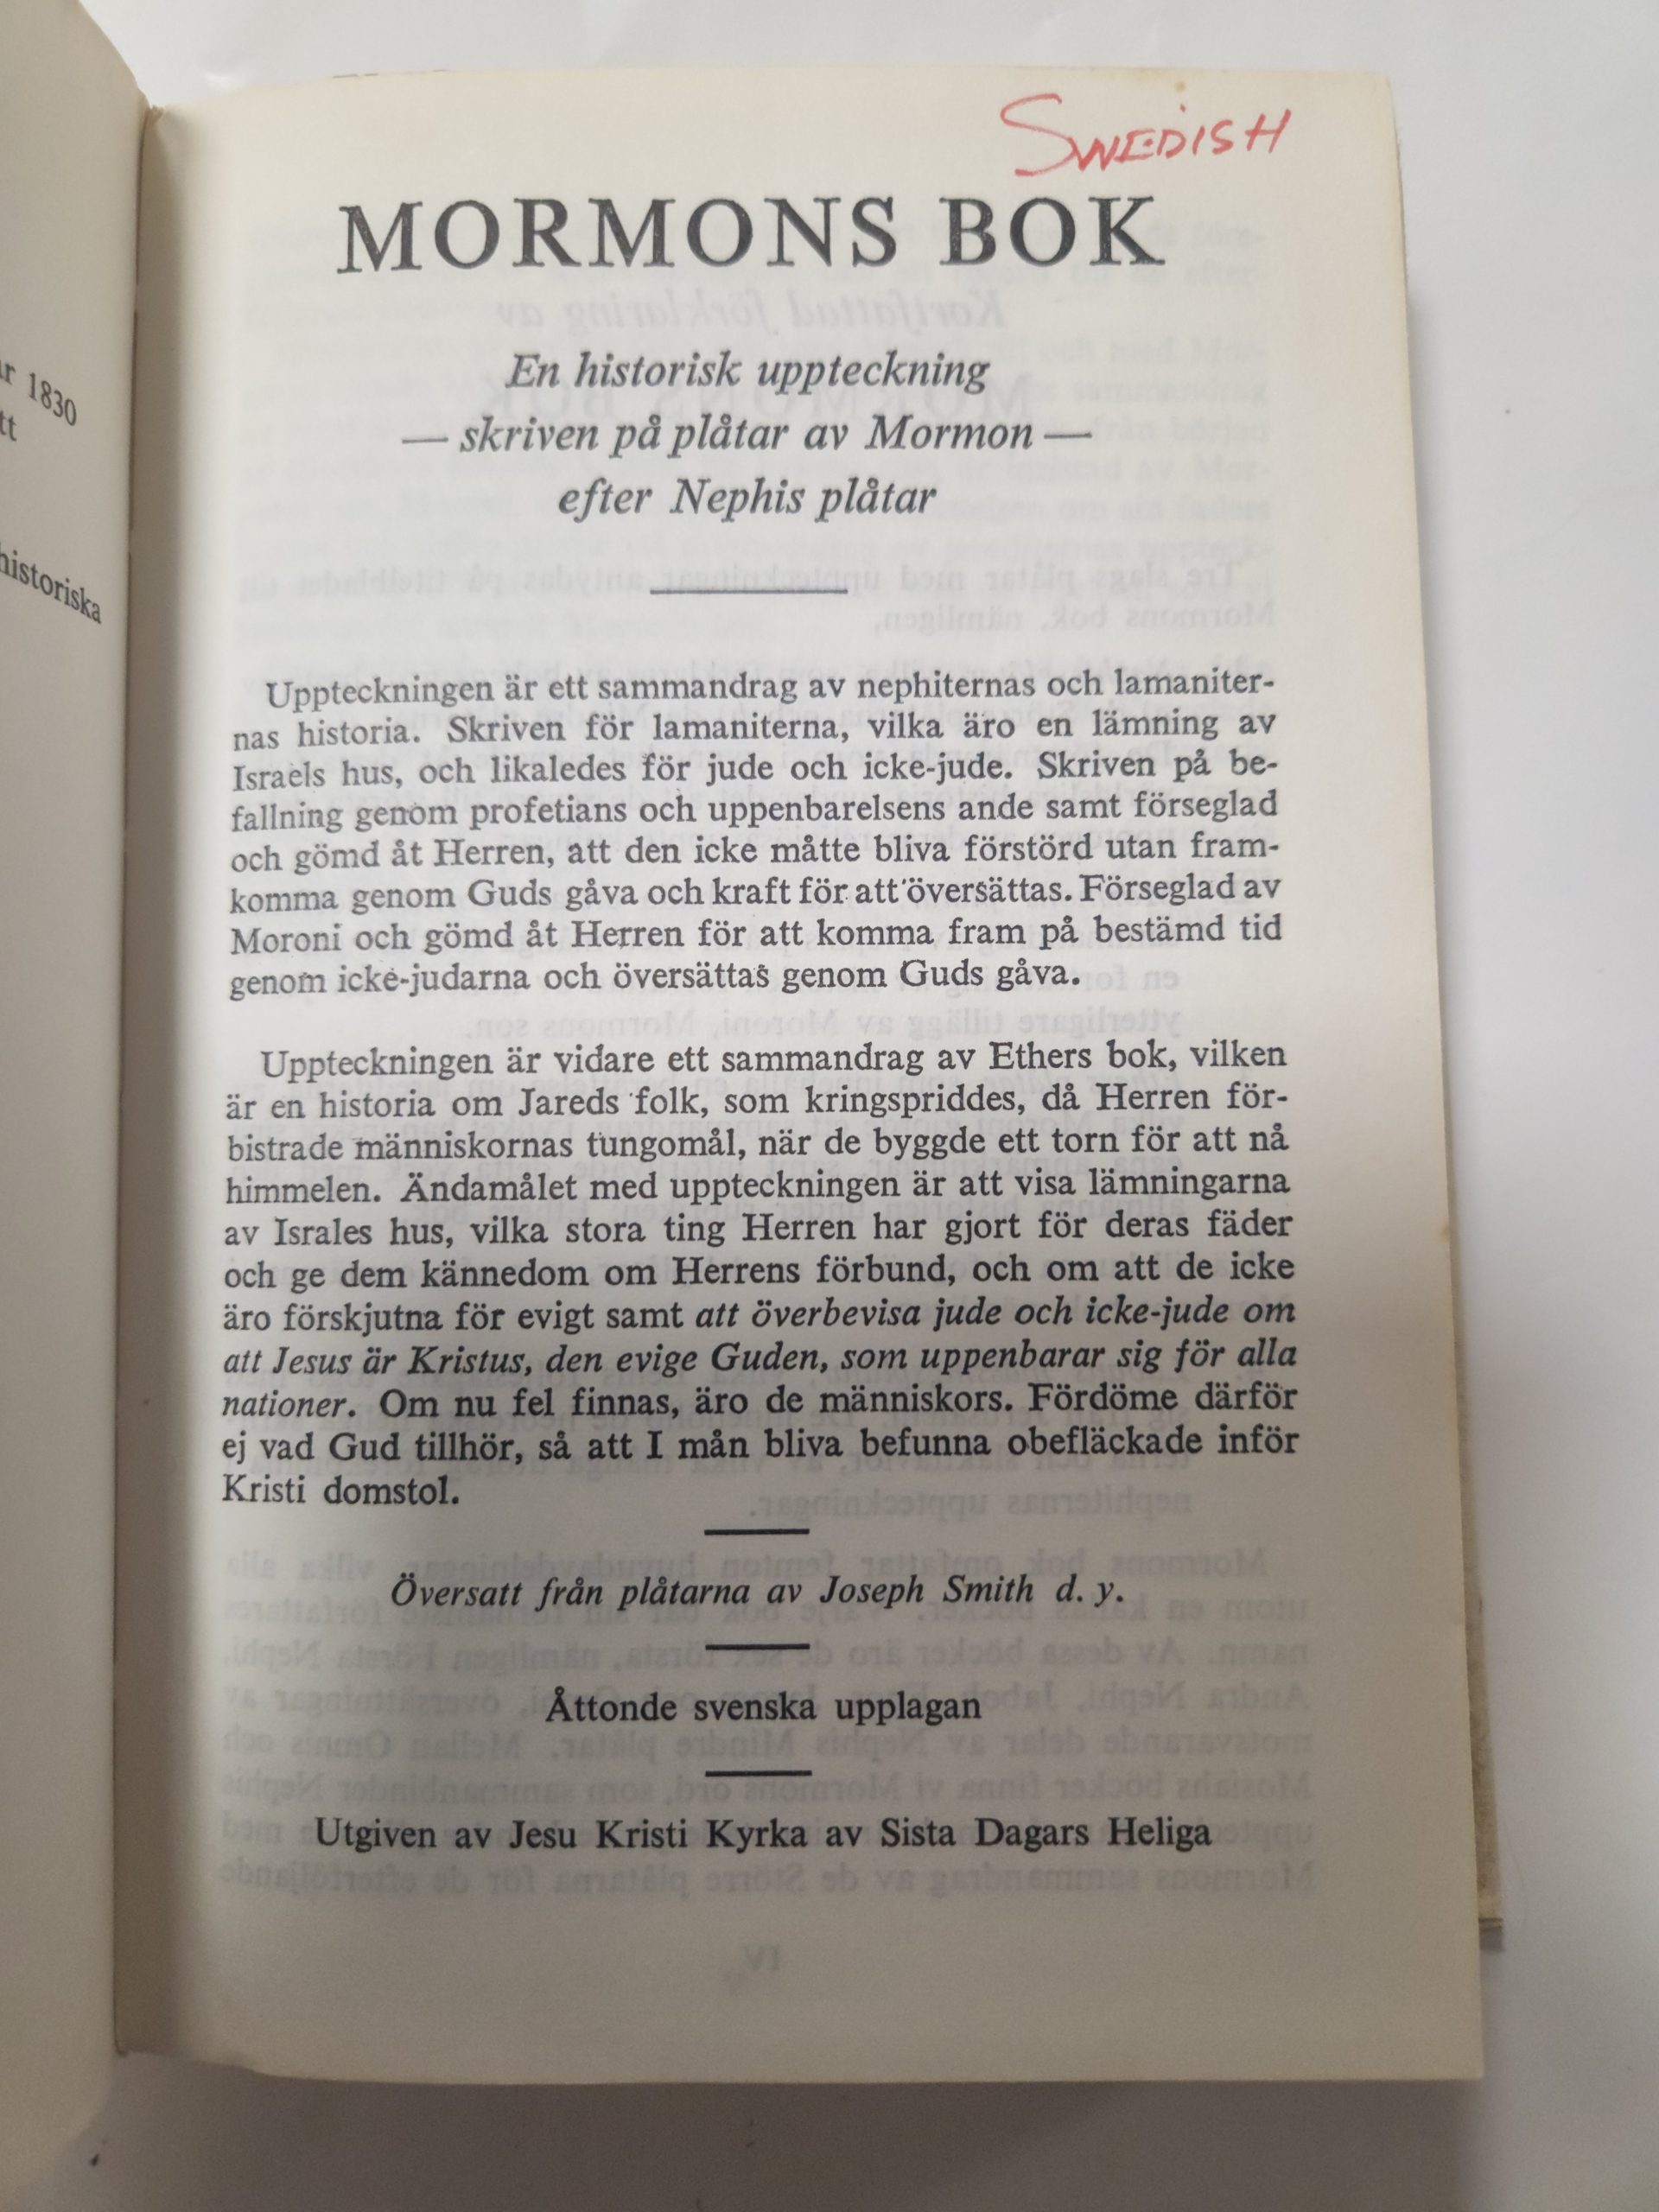 SWEDISH
MORMONS BOK
En historisk uppteckning
— skriven på plåtar av Mormon —
efter Nephis plåtar
Uppteckningen är ett sammandrag av nephiternas och lamaniter-
nas historia. Skriven för lamaniterna, vilka äro en lämning av
Israels hus, och likaledes för jude och icke-jude. Skriven på be-
fallning genom profetians och uppenbarelsens ande samt förseglad
och gömd åt Herren, att den icke måtte bliva förstörd utan fram-
komma genom Guds gåva och kraft för att översättas. Förseglad av
Moroni och gömd åt Herren för att komma fram på bestämd tid
genom icke-judarna och översättas genom Guds gåva.
Uppteckningen är vidare ett sammandrag av Ethers bok, vilken
är en historia om Jareds folk, som kringspriddes, då Herren för-
bistrade människornas tungomål, när de byggde ett torn för att nå
himmelen. Ändamålet med uppteckningen är att visa lämningarna
av Israles hus, vilka stora ting Herren har gjort för deras fäder
och ge dem kännedom om Herrens förbund, och om att de icke
äro förskjutna för evigt samt att överbevisa jude och icke-jude om
att Jesus är Kristus, den evige Guden, som uppenbarar sig för alla
nationer. Om nu fel finnas, äro de människors. Fördöme därför
ej vad Gud tillhör, så att I mån bliva befunna obefläckade inför
Kristi domstol.
Översatt från plåtarna av Joseph Smith d. y.
Åttonde svenska upplagan
Utgiven av Jesu Kristi Kyrka av Sista Dagars Heliga
1830
historiska